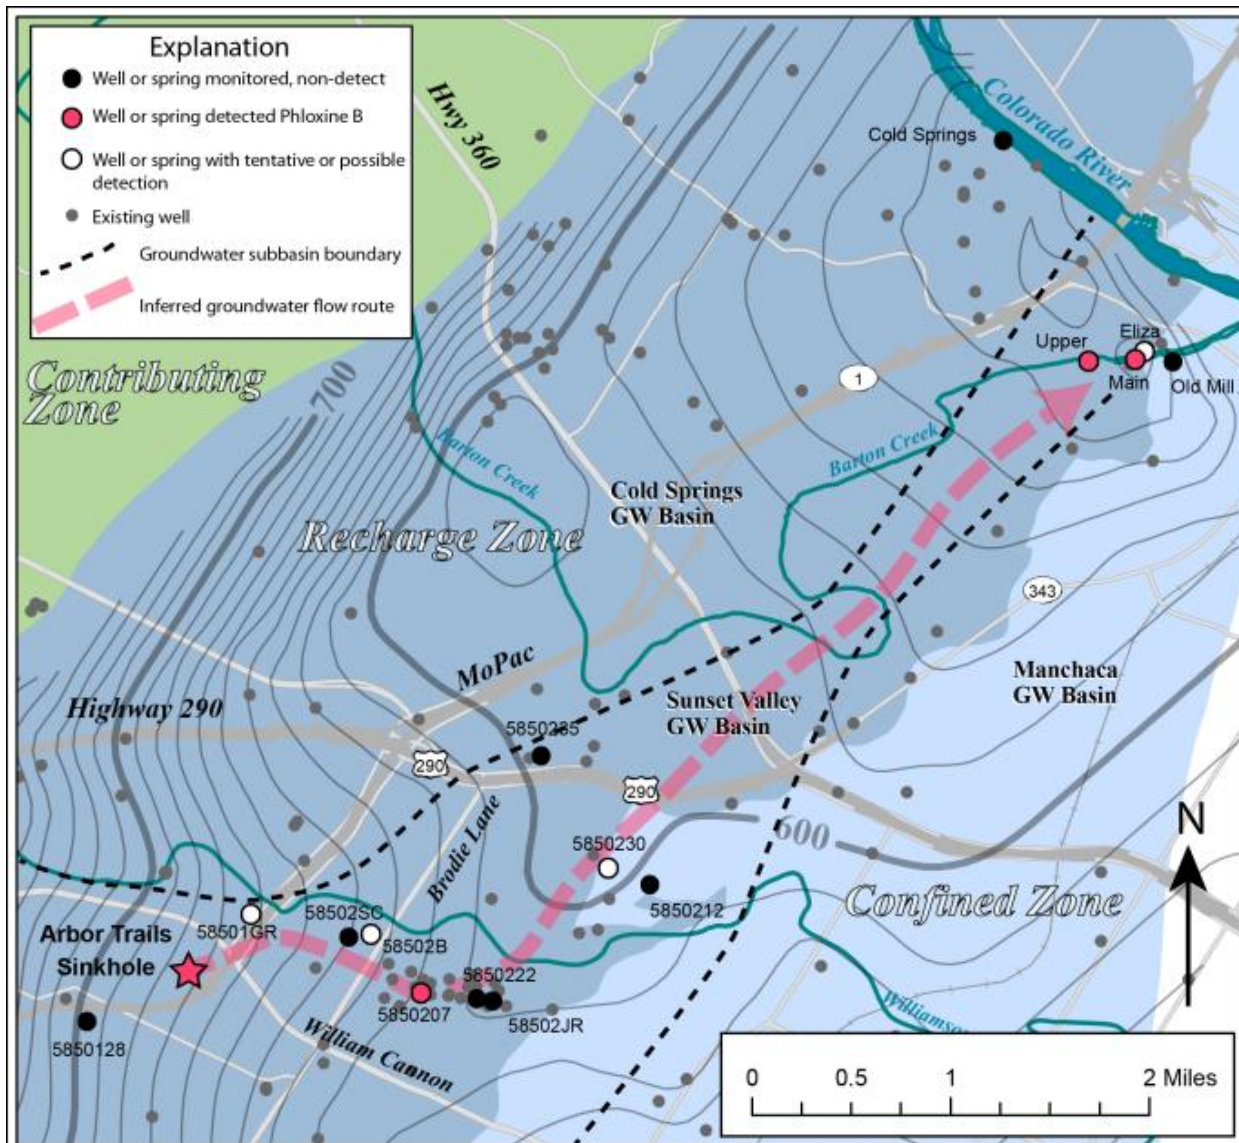 Explanation
Well or spring monitored, non-detect
Well or spring detected Phloxine B
Well or spring with tentative or possible
detection
Existing well
Groundwater subbasin boundary
Inferred groundwater flow route
Hwy 360
Colorado River
Cold Springs
Contributing
Zone
700
Upper
Eliza
Main
Old Mill
1
Barton Creek
Barton Creek
Cold Springs
GW Basin
Recharge Zone
343
MoPac
Manchaca
GW Basin
Highway 290
Sunset Valley
GW Basin
5850235
290
290
Brodie Lane
600
N
5850230
5850212
Confined Zone
58501GR
58502SC
58502B
Arbor Trails
Sinkhole
5850222
5850207
58502JR
5850128
William Cannon
Williamson
0 0.5 1 2 Miles